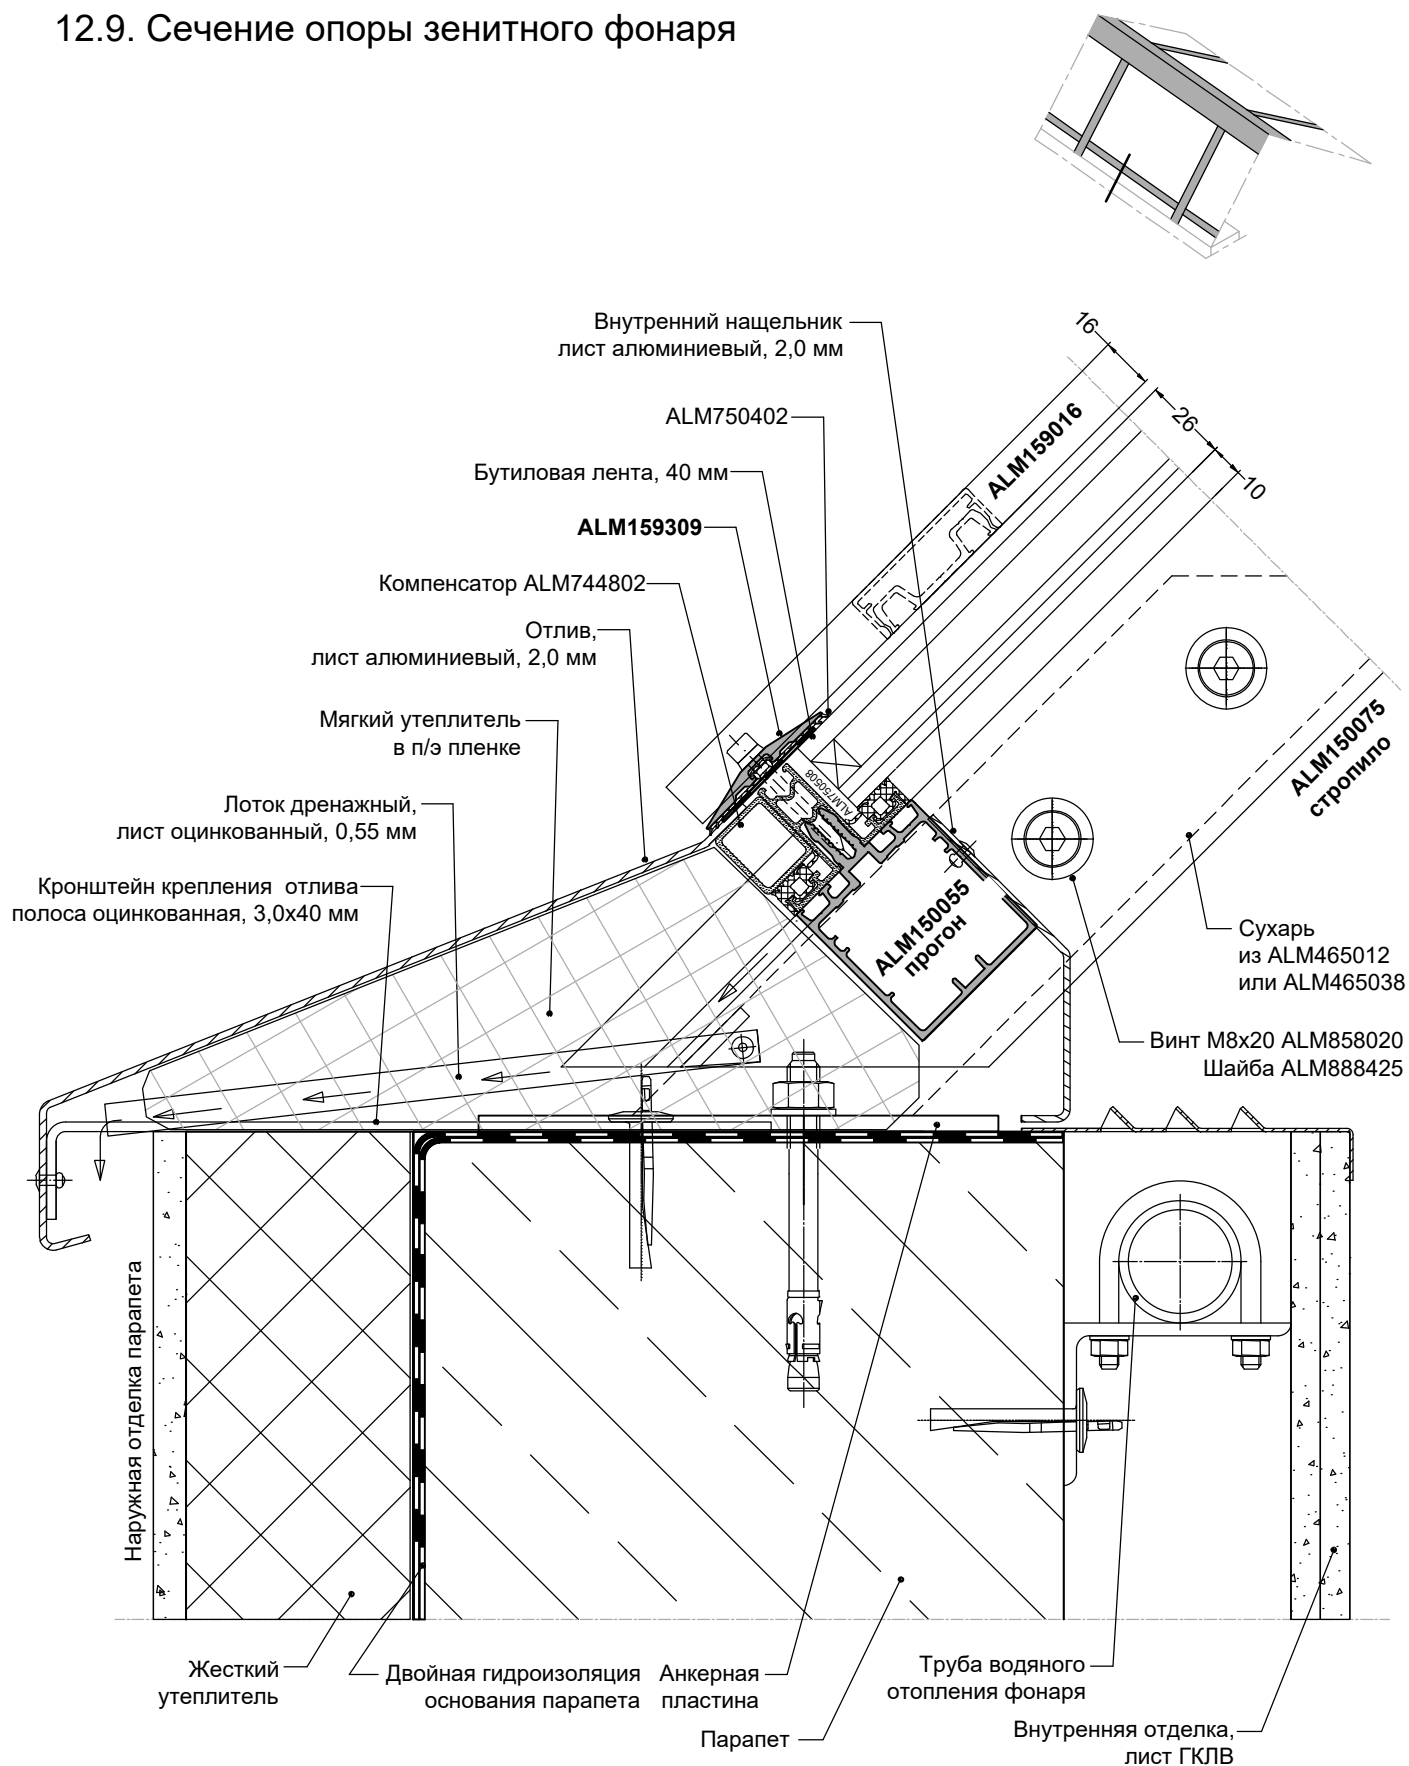 12.9. Сечение опоры зенитного фонаря
Внутренний нащельник
лист алюминиевый, 2,0 мм
16
26
10
ALM159016
ALM750402
Бутиловая лента, 40 мм
ALM159309
Компенсатор ALM744802
Отлив,
лист алюминиевый, 2,0 мм
Мягкий утеплитель
в п/э пленке
ALM750508
ALM150075
стропило
Лоток дренажный,
лист оцинкованный, 0,55 мм
Кронштейн крепления отлива
полоса оцинкованная, 3,0х40 мм
ALM150055
прогон
Сухарь
из ALM465012
или ALM465038
Винт М8х20 ALM858020
Шайба ALM888425
Наружная отделка парапета
Жесткий
утеплитель
Двойная гидроизоляция
основания парапета
Анкерная
пластина
Парапет
Труба водяного
отопления фонаря
Внутренняя отделка,
лист ГКЛВ